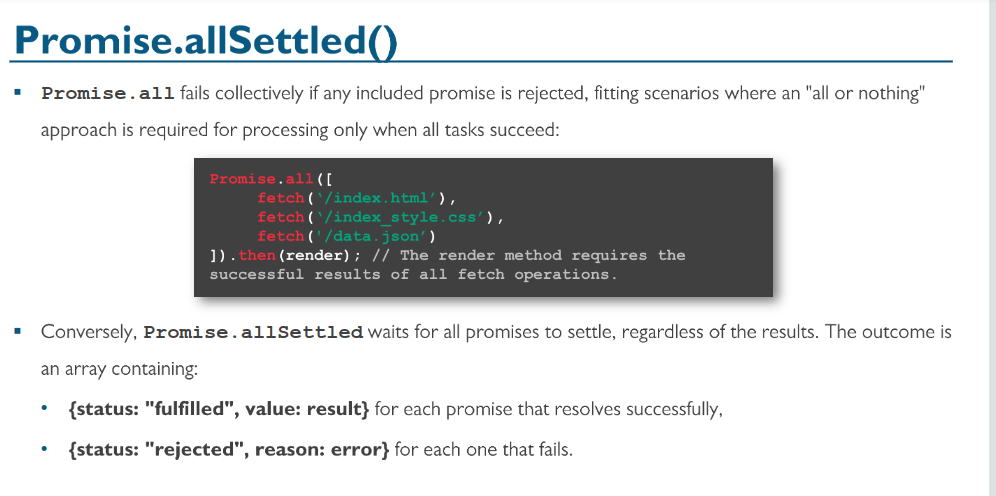 Promise.allSettled()
▪ Promise.all fails collectively if any included promise is rejected, fitting scenarios where an "all or nothing"
approach is required for processing only when all tasks succeed:
Promise.all([
fetch('/index.html'),
fetch('/index_style.css'),
fetch('/data.json')
]).then(render); // The render method requires the
successful results of all fetch operations.
▪ Conversely, Promise.allSettled waits for all promises to settle, regardless of the results. The outcome is
an array containing:
• {status: "fulfilled", value: result} for each promise that resolves successfully,
• {status: "rejected", reason: error} for each one that fails.